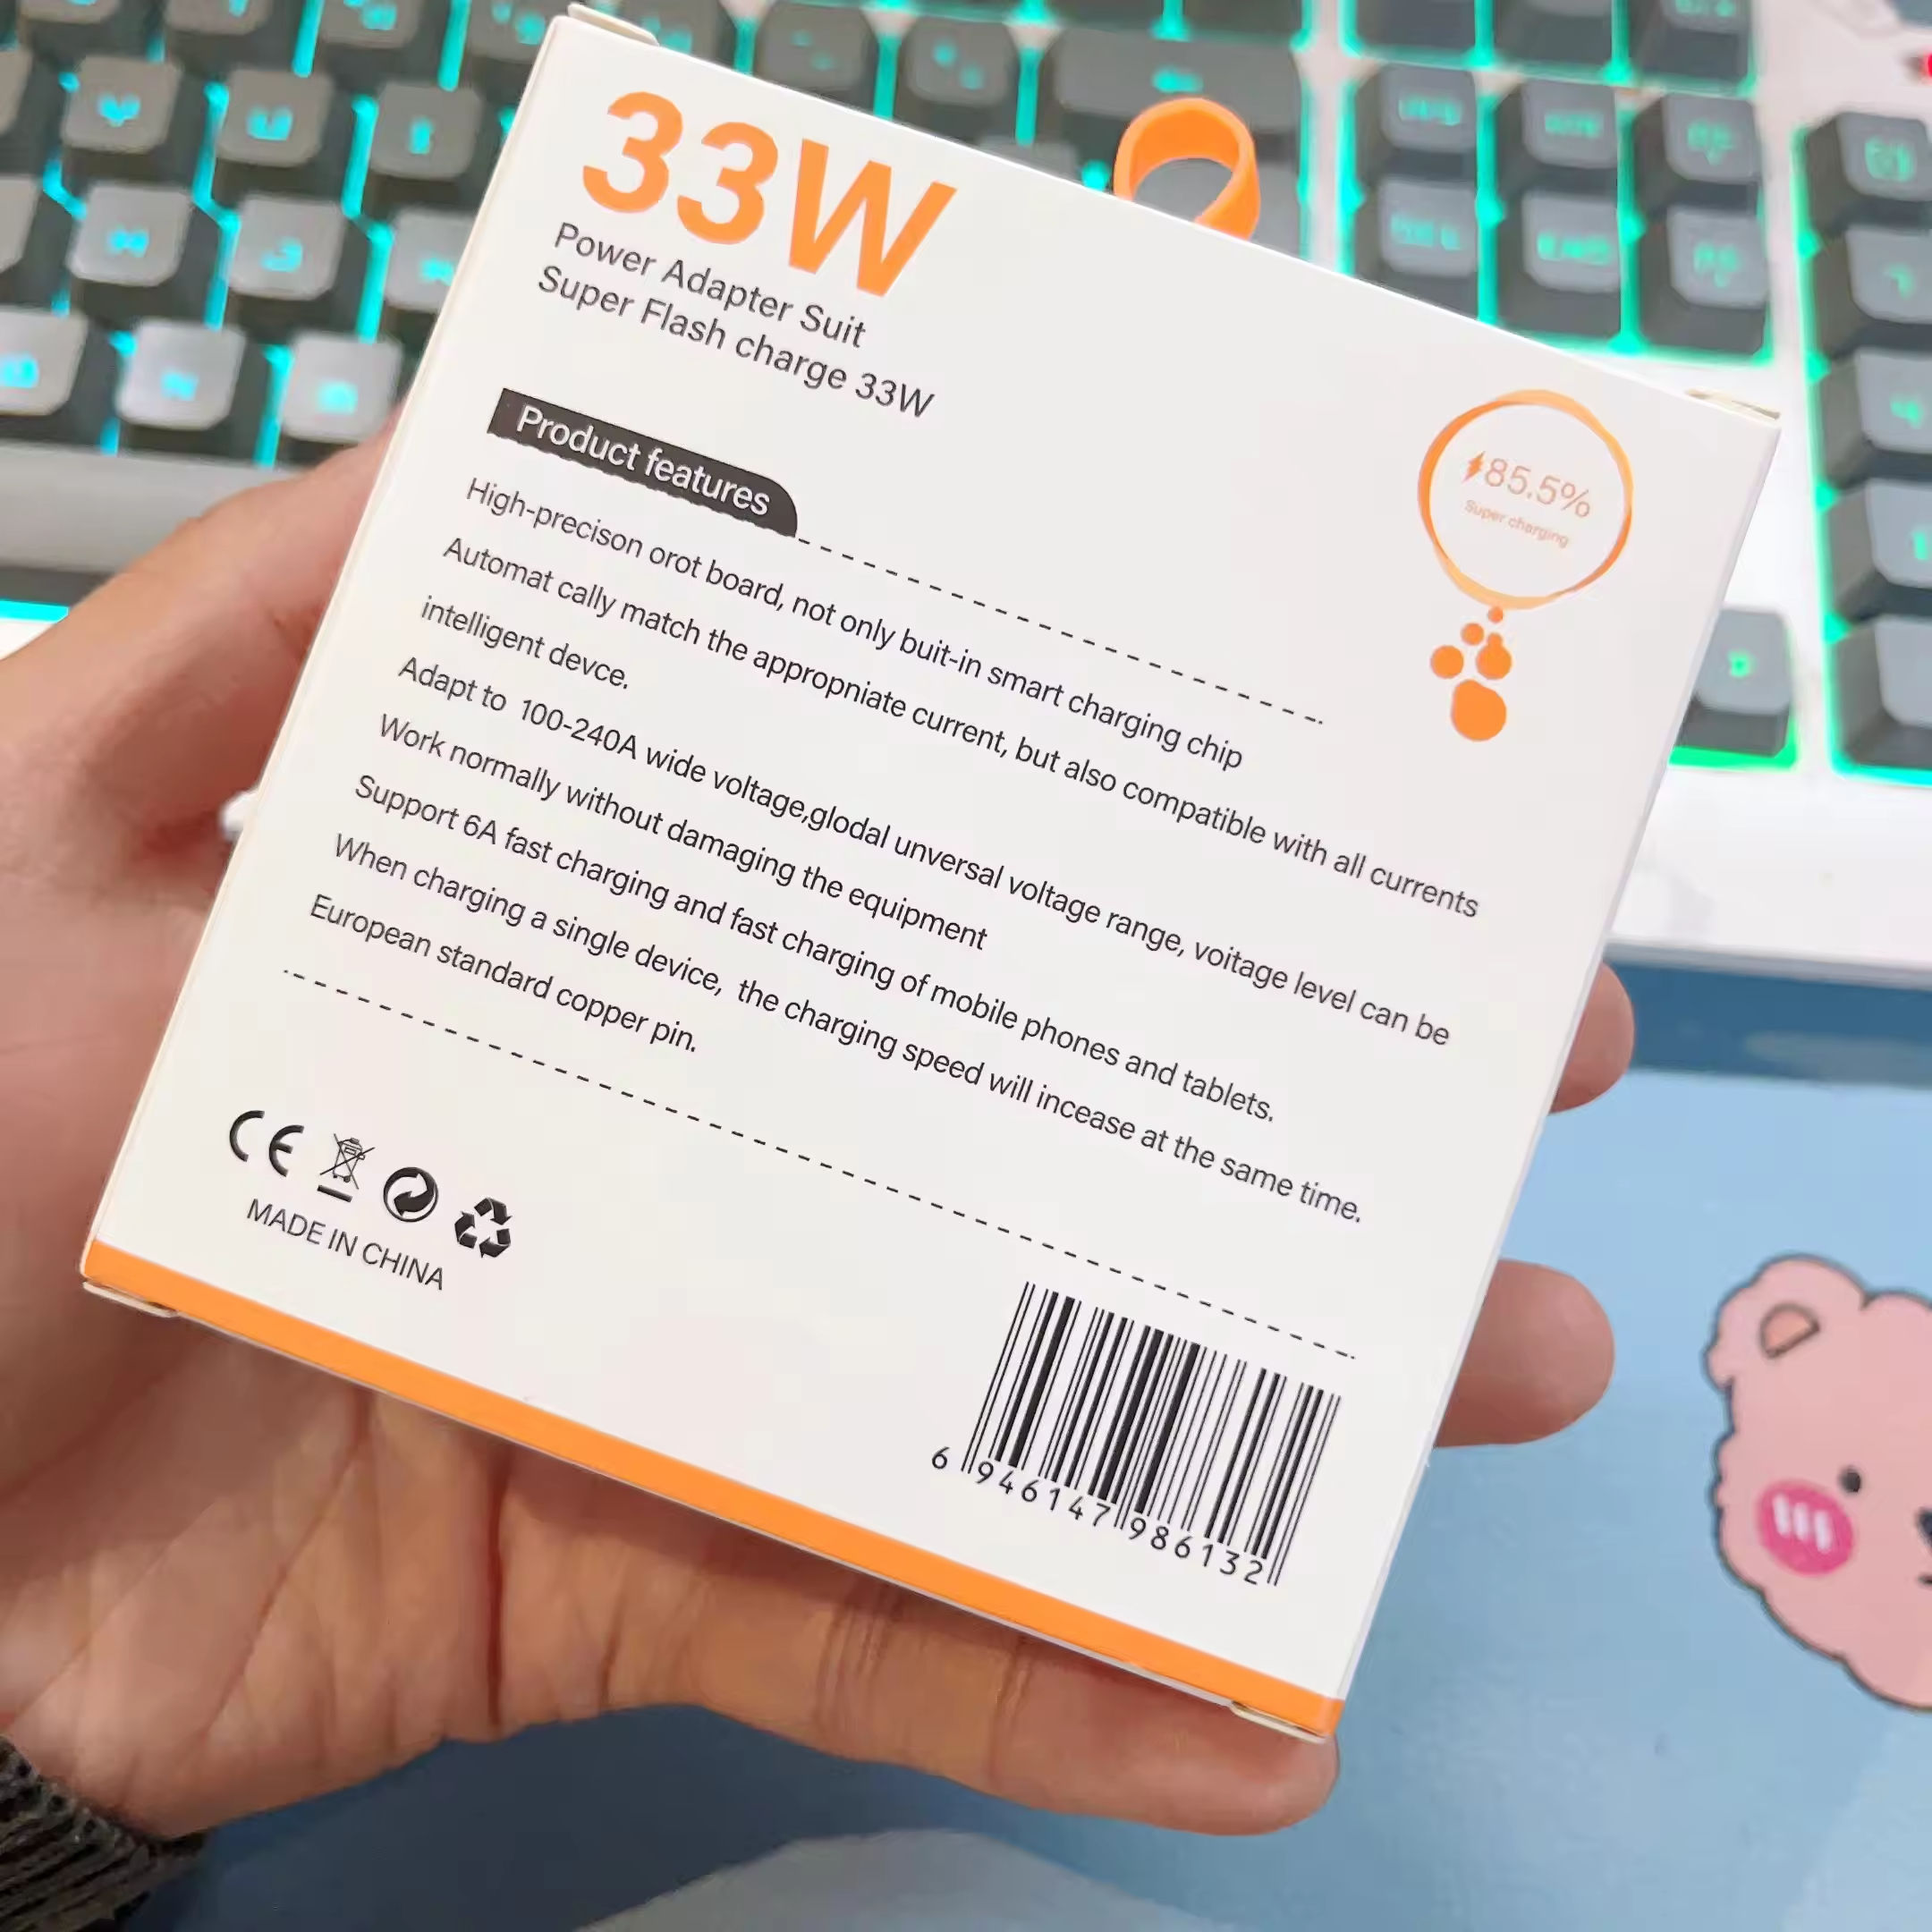 33W
Power Adapter Suit
Super Flash charge 33W
85.5%
Super charging
Product features
High-precison orot board, not only buit-in smart charging chip
Automat cally match the appropniate current, but also compatible with all currents
intelligent devce.
Adapt to 100-240A wide voltage,glodal unversal voltage range, voitage level can be
Work normally without damaging the equipment
Support 6A fast charging and fast charging of mobile phones and tablets.
When charging a single device, the charging speed will incease at the same time.
European standard copper pin.
CE
MADE IN CHINA
6 946147 986132